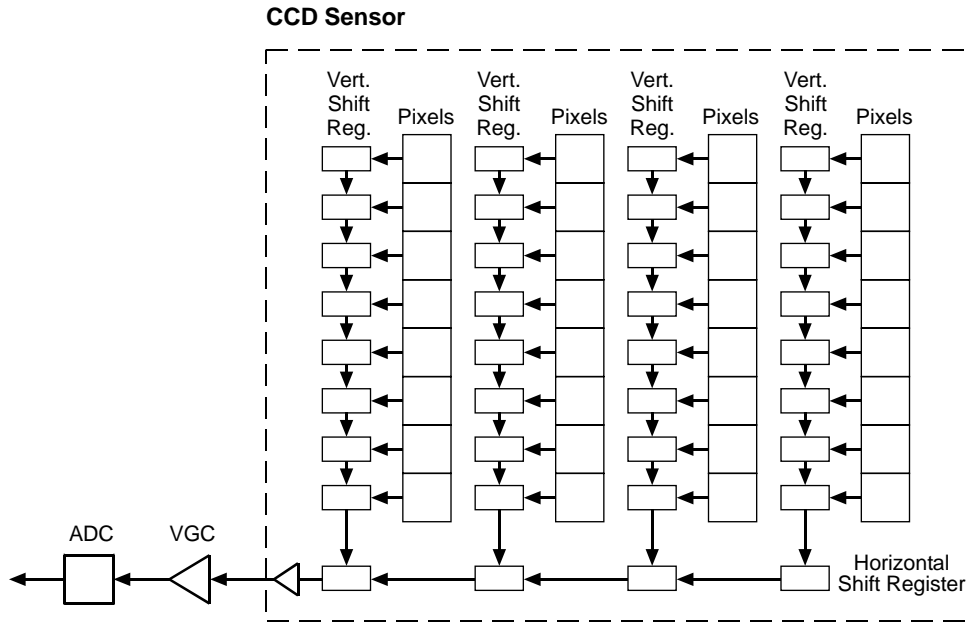 CCD Sensor
Vert.
Shift
Reg.
Pixels
Vert.
Shift
Reg.
Pixels
Vert.
Shift
Reg.
Pixels
Vert.
Shift
Reg.
Pixels
ADC
VGC
Horizontal
Shift Register